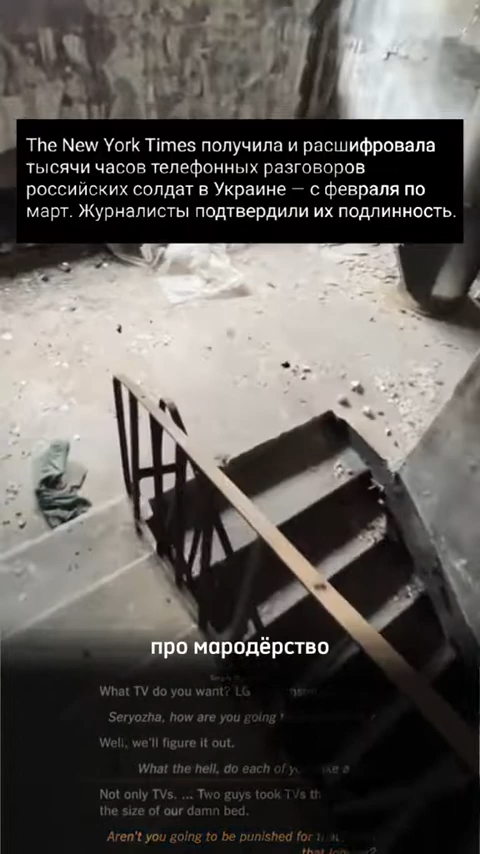 The New York Times получила и расшифровала
тысячи часов телефонных разговоров
российских солдат в Украине — с февраля по
март. Журналисты подтвердили их подлинность.
про мародёрство
What TV do you want? LG
Seryozha, how are you going
Well, we'll figure it out.
What the hell, do each of
Not only TVs. ... Two guys took TVs
the size of our damn bed.
Aren't you going to be punished for